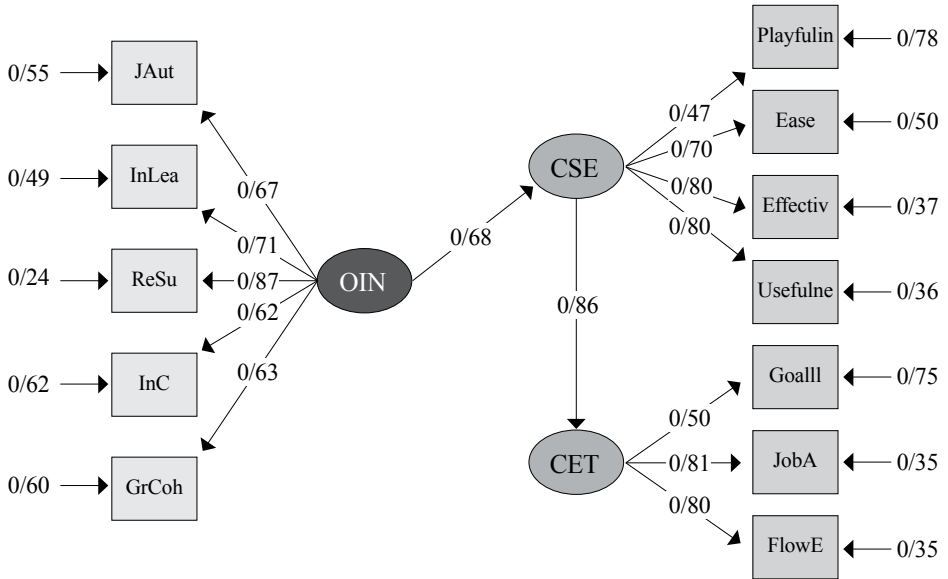 0/55
JAut
0/49
InLea
0/24
ReSu
0/62
InC
0/60
GrCoh
0/67
0/71
0/87
0/62
0/63
OIN
0/68
CSE
0/86
CET
0/47
0/70
0/80
0/80
0/50
0/81
0/80
Playfulin
0/78
Ease
0/50
Effectiv
0/37
Usefulne
0/36
Goalll
0/75
JobA
0/35
FlowE
0/35